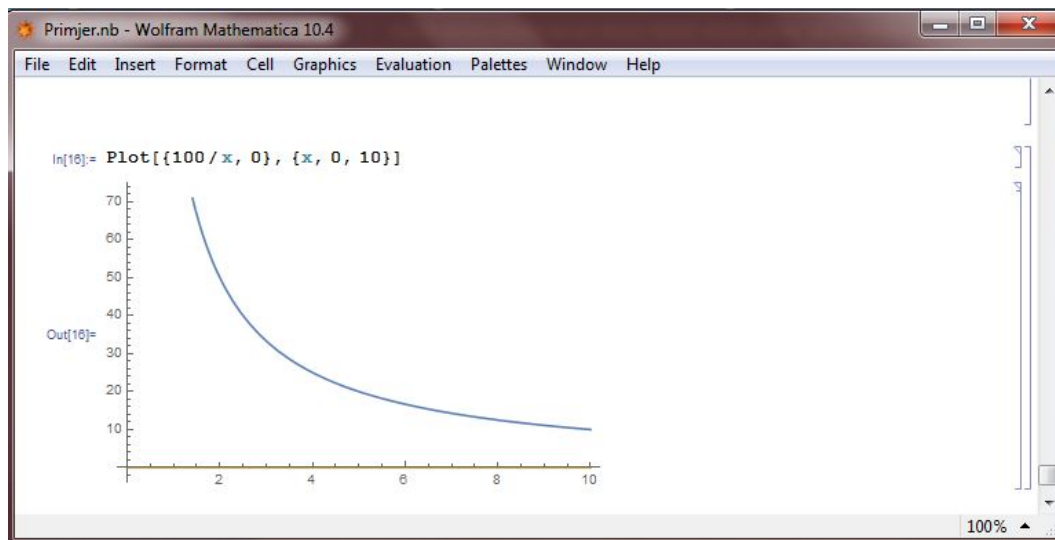 Primjer.nb - Wolfram Mathematica 10.4
File Edit Insert Format Cell Graphics Evaluation Palettes Window Help
In[16]:= Plot[{100/x, 0}, {x, 0, 10}]
70
60
50
40
Out[16]=
30
20
10
2 4 6 8 10
100%